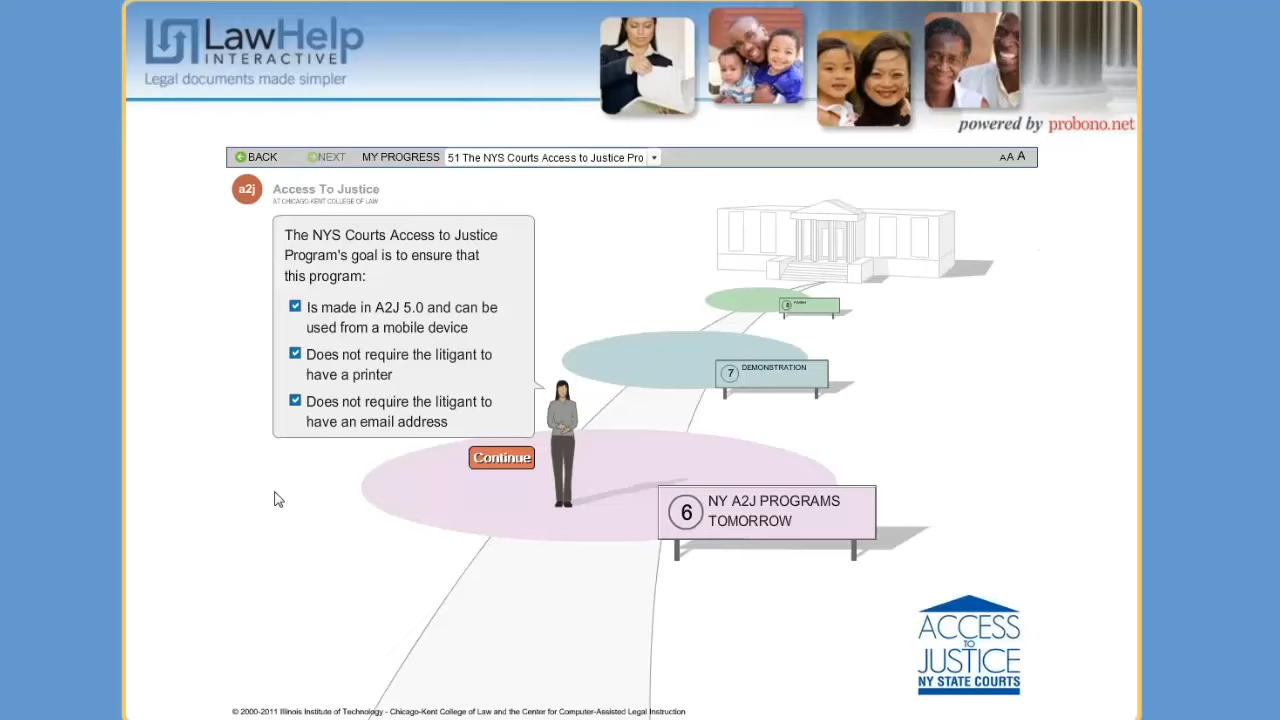 LawHelp
INTERACTIVE
Legal documents made simpler
powered by probono.net
BACK NEXT MY PROGRESS 51 The NYS Courts Access to Justice Pro AAA
a2j Access To Justice
AT CHICAGO-KENT COLLEGE OF LAW
The NYS Courts Access to Justice
Program's goal is to ensure that
this program:
Is made in A2J 5.0 and can be
used from a mobile device
Does not require the litigant to
have a printer
Does not require the litigant to
have an email address
Continue
8
7 DEMONSTRATION
6 NY A2J PROGRAMS
TOMORROW
ACCESS
TO
JUSTICE
NY STATE COURTS
© 2000-2011 Illinois Institute of Technology - Chicago-Kent College of Law and the Center for Computer-Assisted Legal Instruction